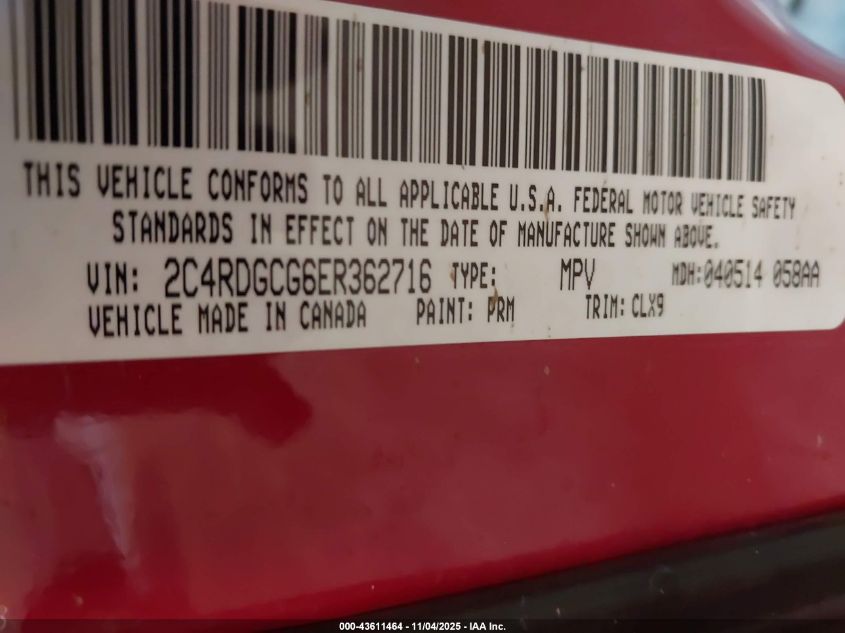 THIS VEHICLE CONFORMS TO ALL APPLICABLE U.S.A. FEDERAL MOTOR VEHICLE SAFETY
STANDARDS IN EFFECT ON THE DATE OF MANUFACTURE SHOWN ABOVE.
VIN: 2C4RDGCG6ER362716 TYPE: MPV MDH:040514 058AA
VEHICLE MADE IN CANADA PAINT: PRM TRIM: CLX9
000-43611464 - 11/04/2025 - IAA Inc.